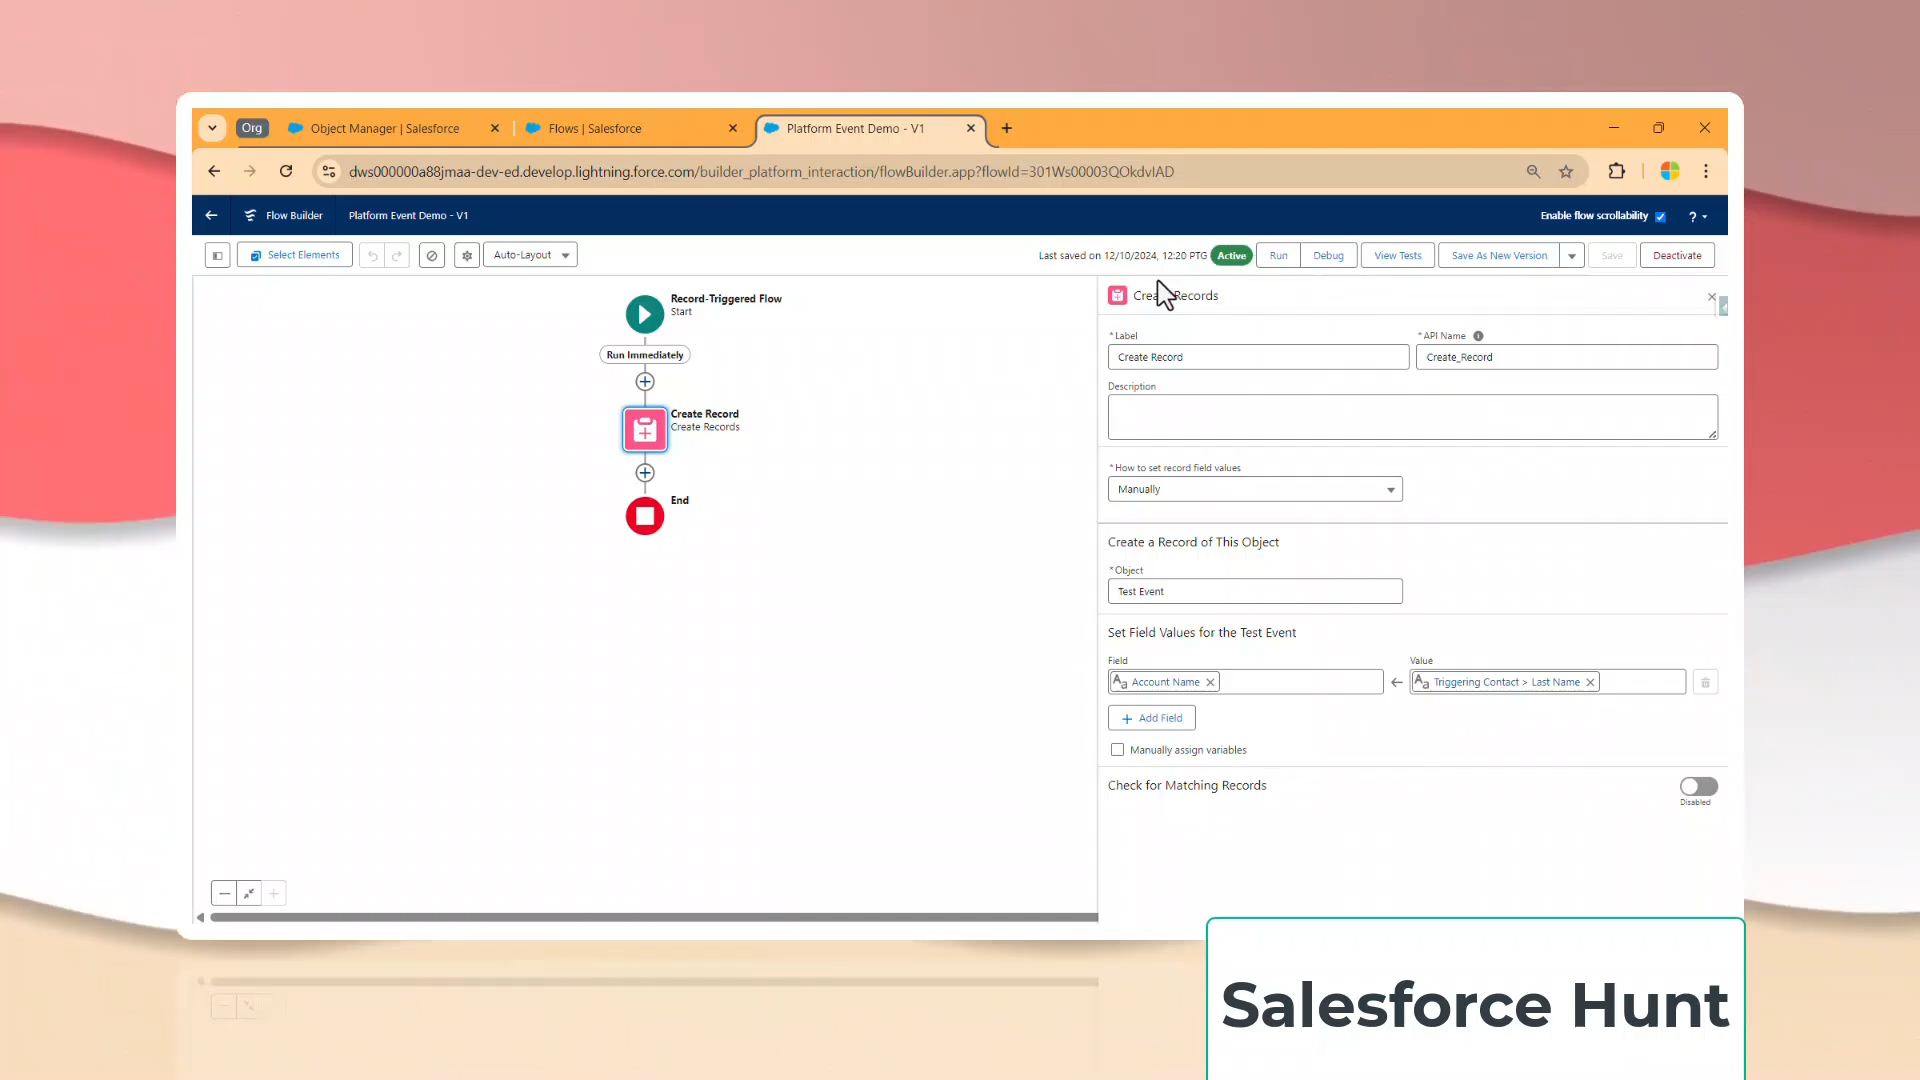 Org
Object Manager | Salesforce
Flows | Salesforce
Platform Event Demo - V1
dws000000a88jmaa-dev-ed.develop.lightning.force.com/builder_platform_interaction/flowBuilder.app?flowId=301Ws00003QOkdvIAD
Flow Builder
Platform Event Demo - V1
Enable flow scrollability
?
Select Elements
Auto-Layout
Last saved on 12/10/2024, 12:20 PTG
Active
Run
Debug
View Tests
Save As New Version
Save
Deactivate
Record-Triggered Flow
Start
Run Immediately
Create Record
Create Records
End
Create Records
* Label
Create Record
* API Name
Create_Record
Description
* How to set record field values
Manually
Create a Record of This Object
* Object
Test Event
Set Field Values for the Test Event
Field
Aa Account Name
Value
Aa Triggering Contact > Last Name
+ Add Field
Manually assign variables
Check for Matching Records
Disabled
Salesforce Hunt